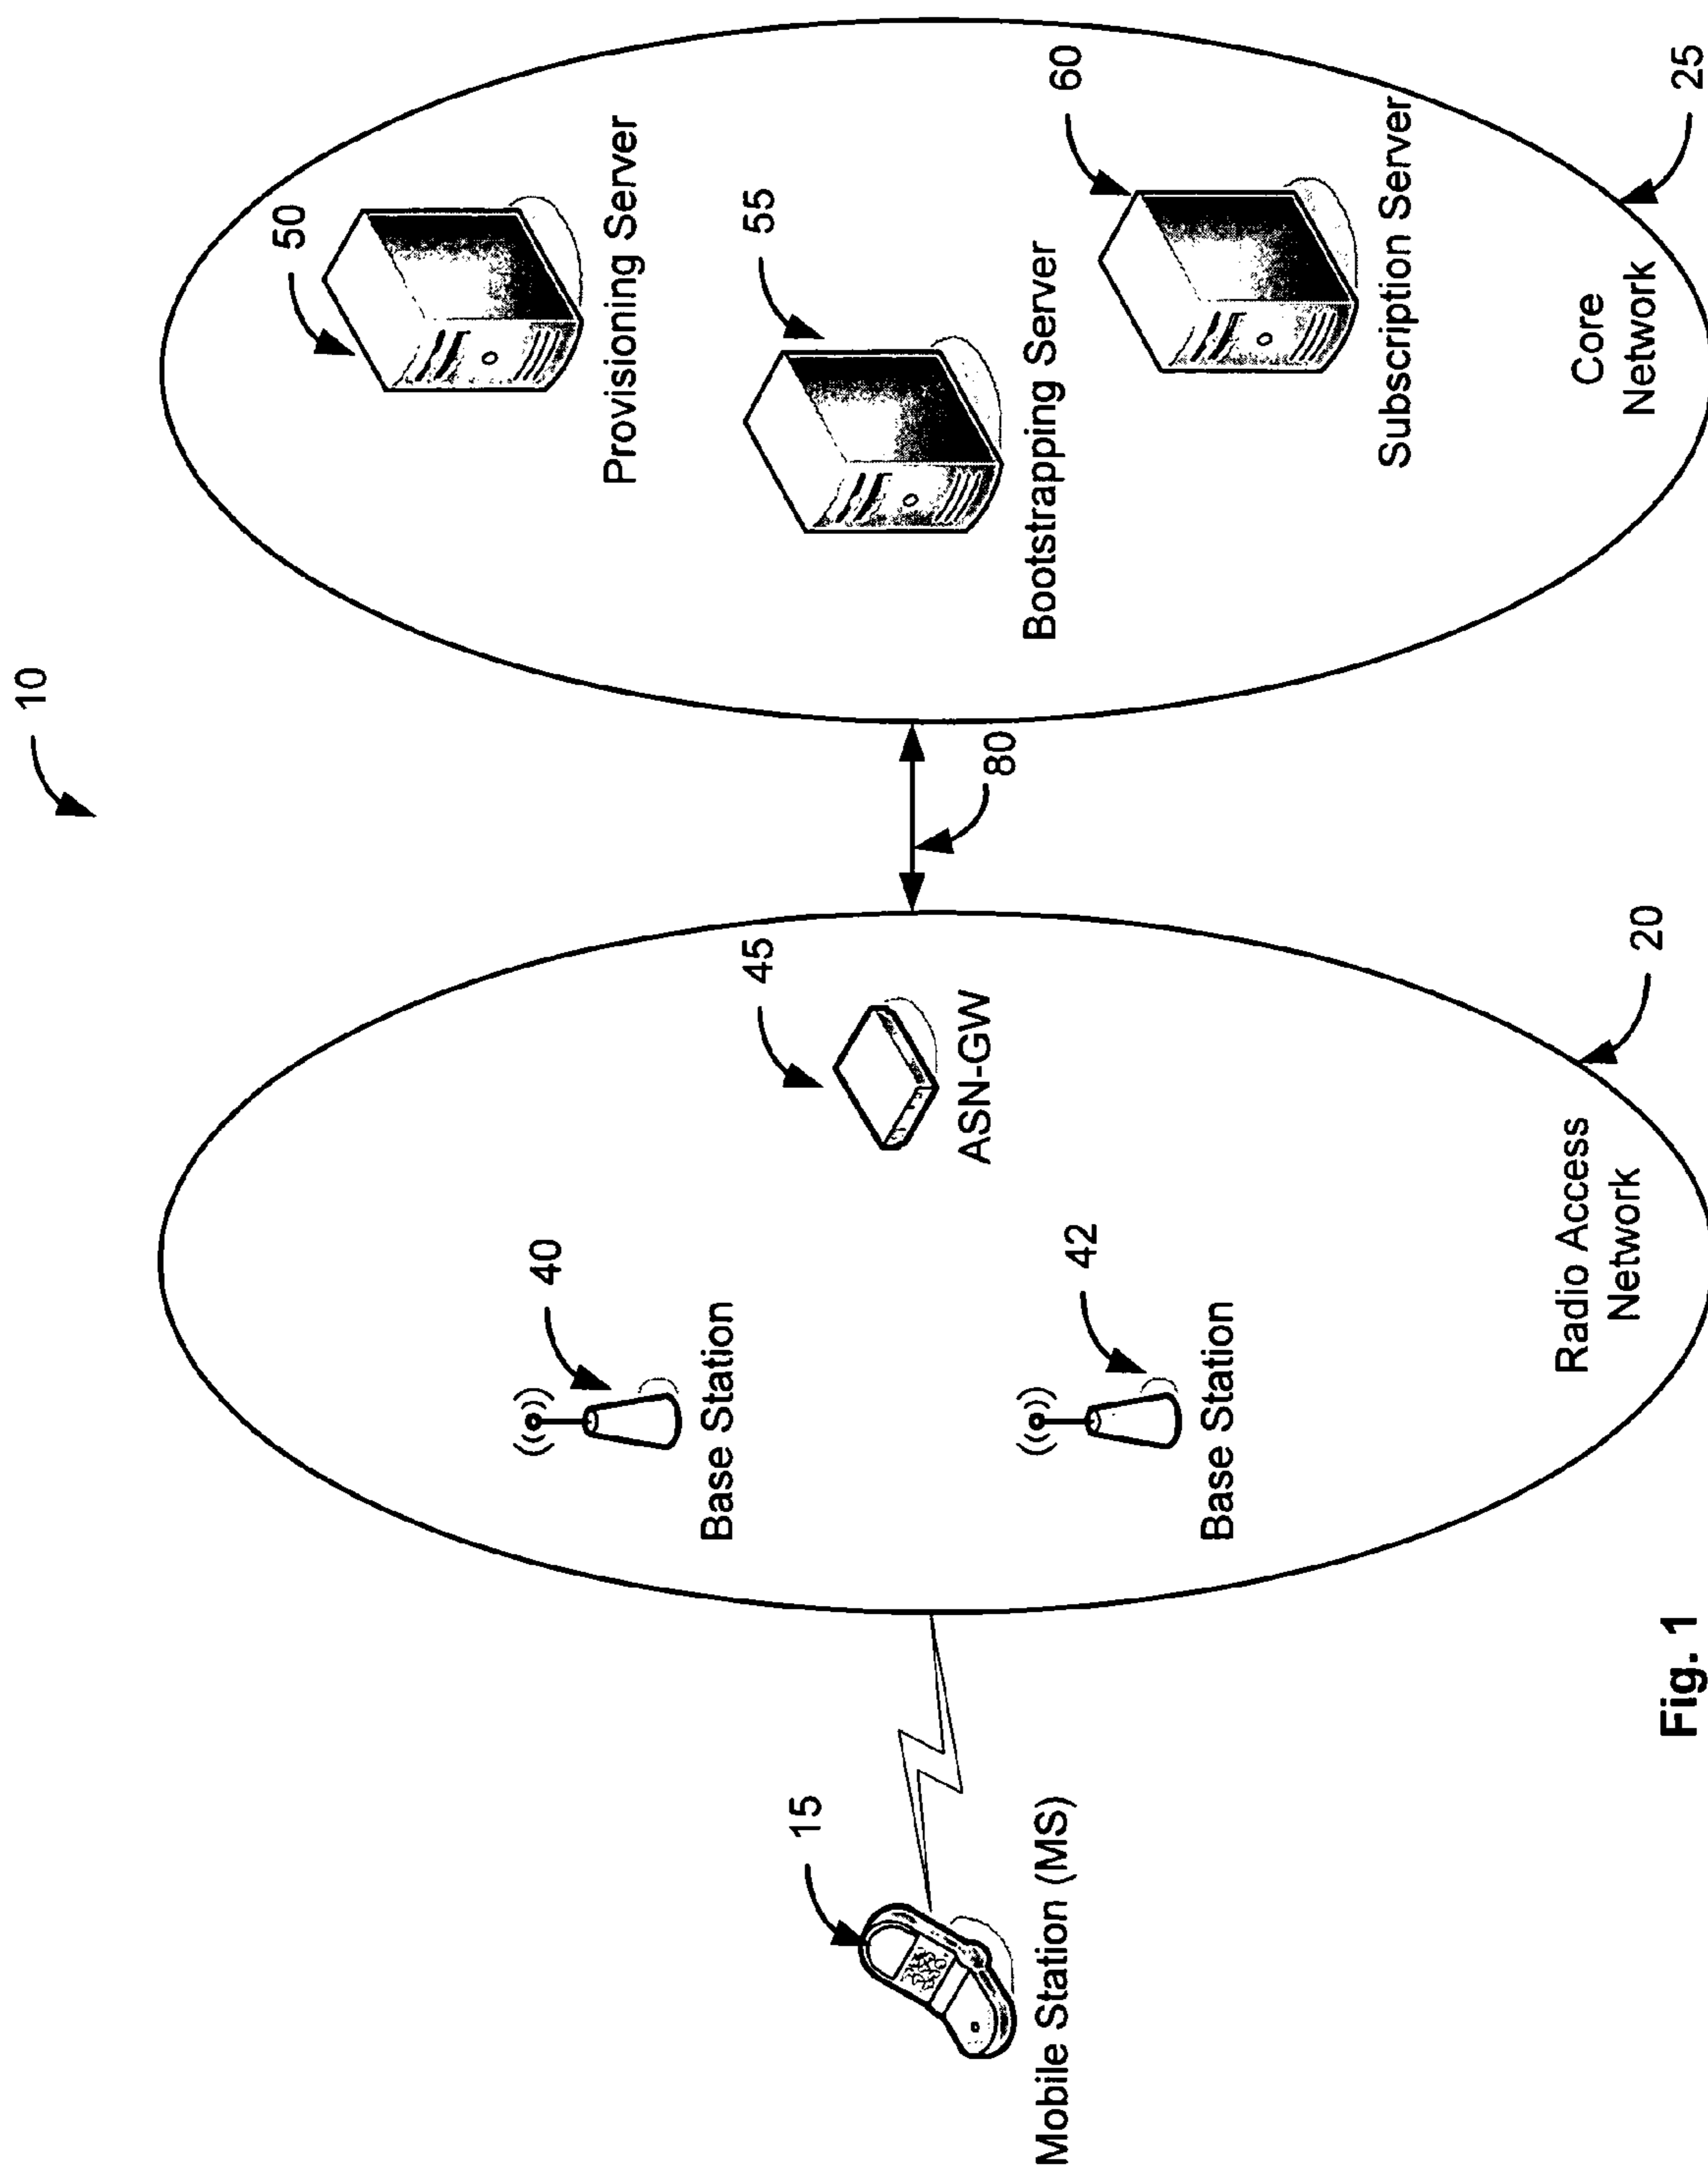 10
50
Provisioning Server
55
Bootstrapping Server
60
Subscription Server
Core
Network
25
80
45
ASN-GW
40
Base Station
42
Base Station
Radio Access
Network
20
15
Mobile Station (MS)
Fig. 1